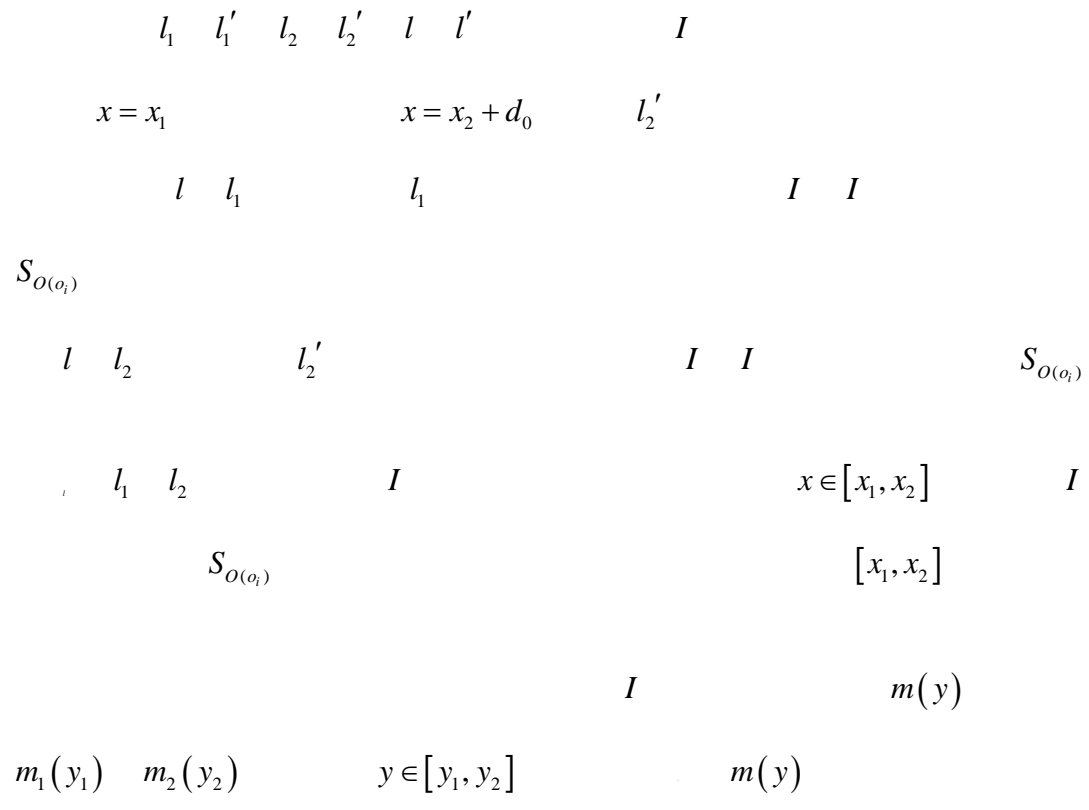 l₁ l₁′ l₂ l₂′ l l′ I
x = x₁ x = x₂ + d₀ l₂′
l l₁ l₁ I I
S_{O(o_i)}
l l₂ l₂′ I I S_{O(o_i)}
l l₁ l₂ I x ∈ [x₁, x₂] I
S_{O(o_i)} [x₁, x₂]
I m(y)
m₁(y₁) m₂(y₂) y ∈ [y₁, y₂] m(y)